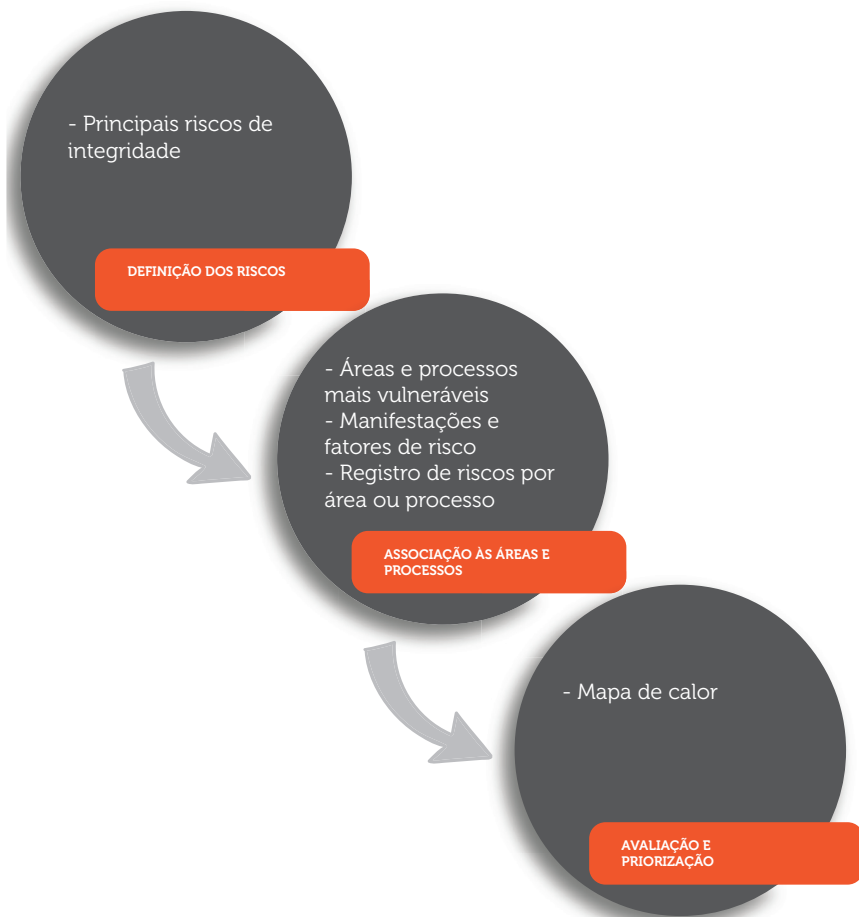 - Principais riscos de
integridade
DEFINIÇÃO DOS RISCOS
- Áreas e processos
mais vulneráveis
- Manifestações e
fatores de risco
- Registro de riscos por
área ou processo
ASSOCIAÇÃO ÀS ÁREAS E
PROCESSOS
- Mapa de calor
AVALIAÇÃO E
PRIORIZAÇÃO